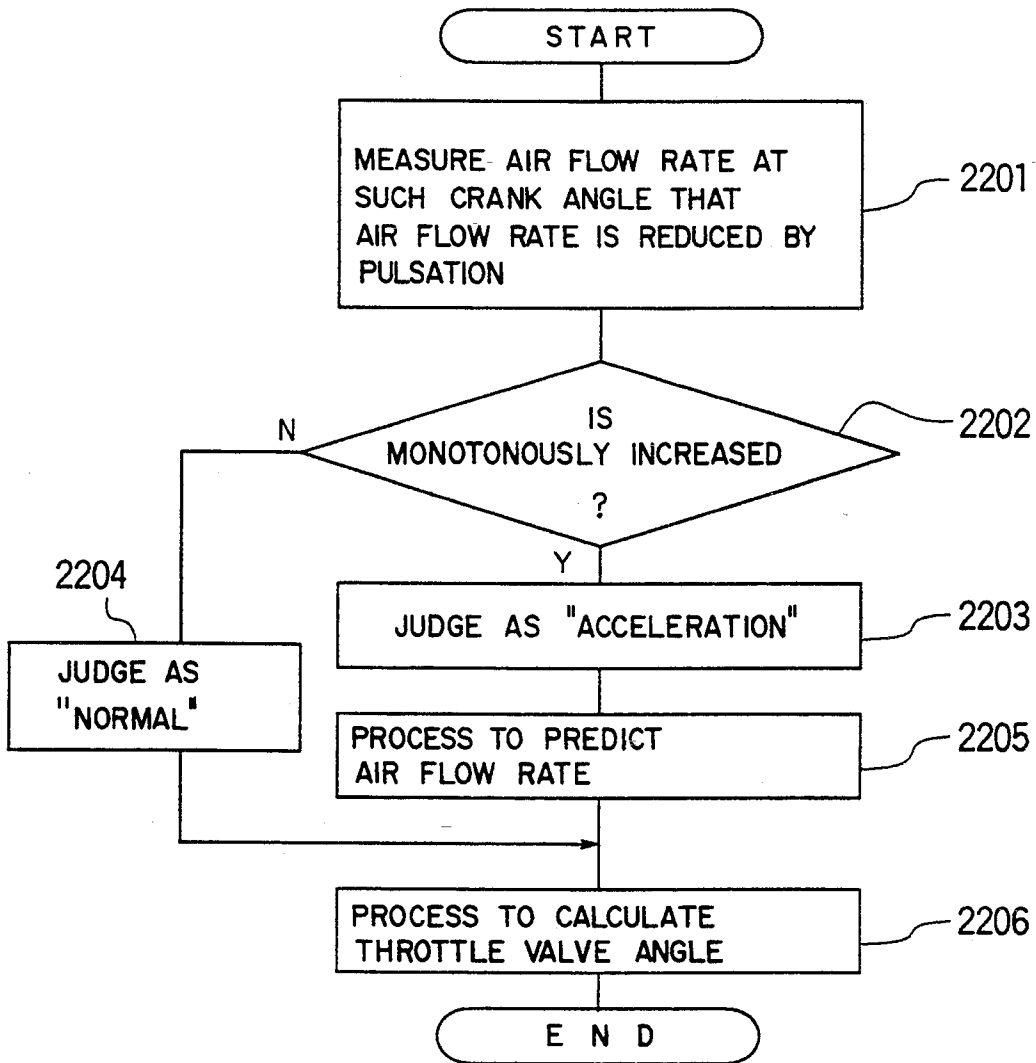 START
MEASURE AIR FLOW RATE AT
SUCH CRANK ANGLE THAT
AIR FLOW RATE IS REDUCED BY
PULSATION
2201
IS
MONOTONOUSLY INCREASED
?
2202
N
Y
2204
JUDGE AS
"NORMAL"
JUDGE AS "ACCELERATION"
2203
PROCESS TO PREDICT
AIR FLOW RATE
2205
PROCESS TO CALCULATE
THROTTLE VALVE ANGLE
2206
END